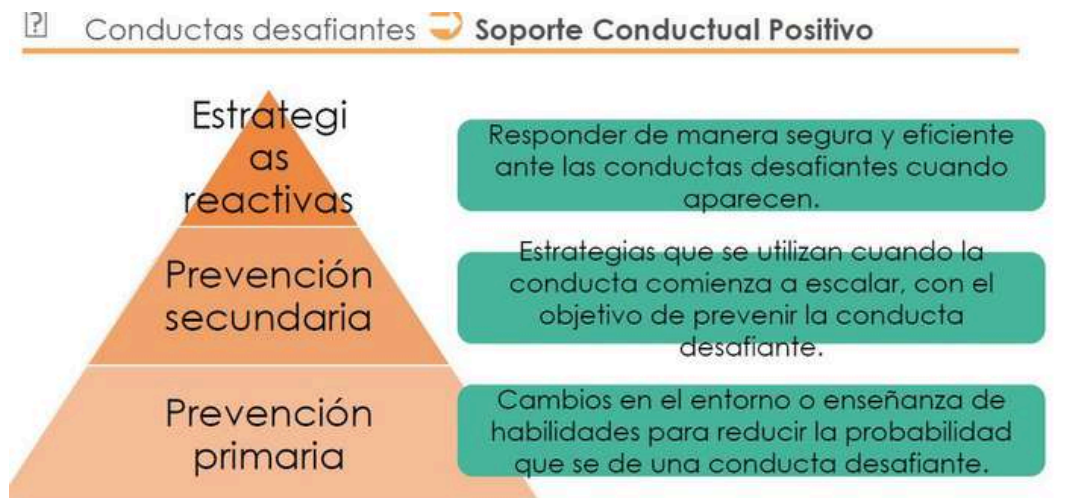 Conductas desafiantes ➲ Soporte Conductual Positivo
Estrategi
as
reactivas
Responder de manera segura y eficiente
ante las conductas desafiantes cuando
aparecen.
Prevención
secundaria
Estrategias que se utilizan cuando la
conducta comienza a escalar, con el
objetivo de prevenir la conducta
desafiante.
Prevención
primaria
Cambios en el entorno o enseñanza de
habilidades para reducir la probabilidad
que se de una conducta desafiante.